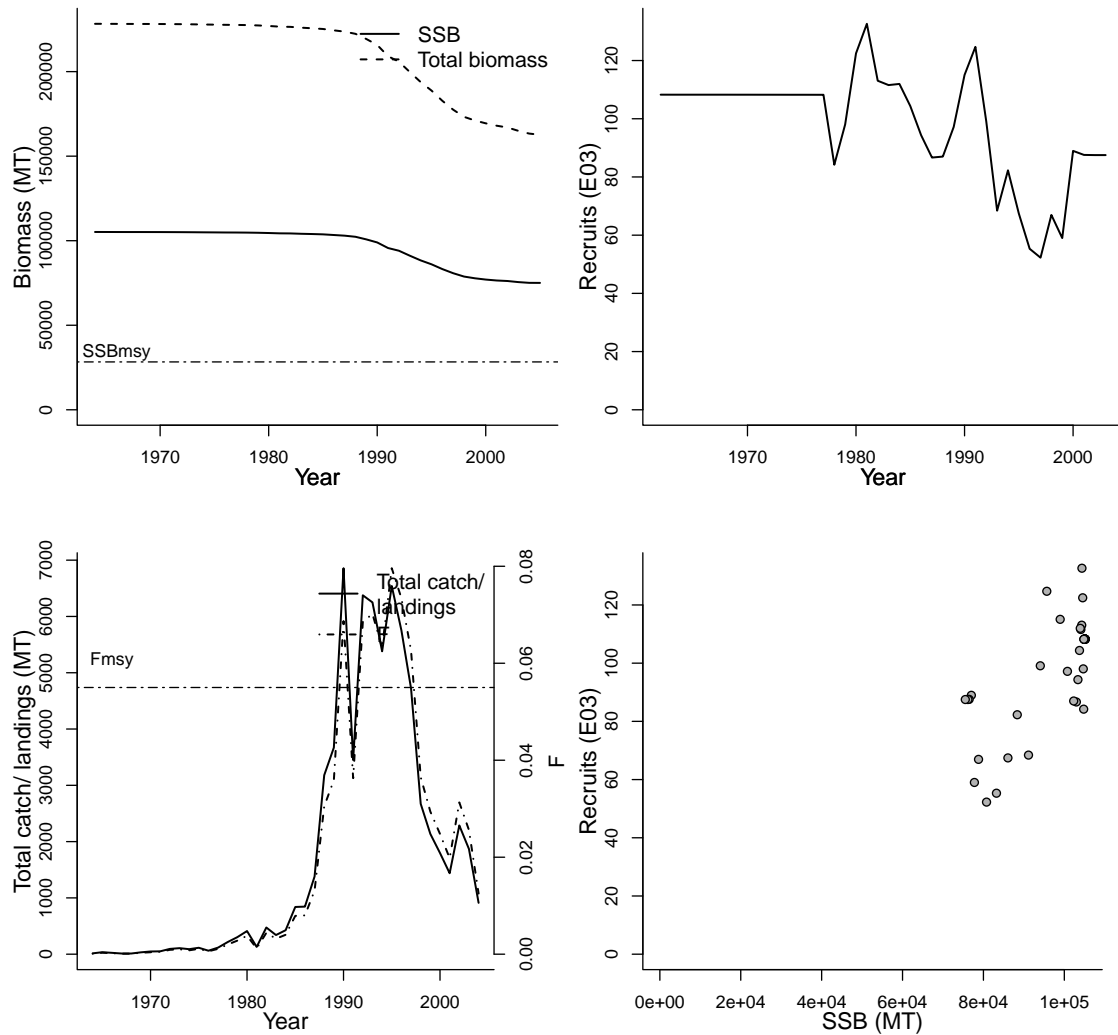 SSB
Total biomass
SSBmsy
Biomass (MT)
0
50000
100000
150000
200000
1970
1980
1990
2000
Year
Recruits (E03)
0
20
40
60
80
100
120
1970
1980
1990
2000
Year
Total catch/
landings
F
Fmsy
Total catch/ landings (MT)
0
1000
2000
3000
4000
5000
6000
7000
F
0.00
0.02
0.04
0.06
0.08
1970
1980
1990
2000
Year
Recruits (E03)
0
20
40
60
80
100
120
0e+00
2e+04
4e+04
6e+04
8e+04
1e+05
SSB (MT)